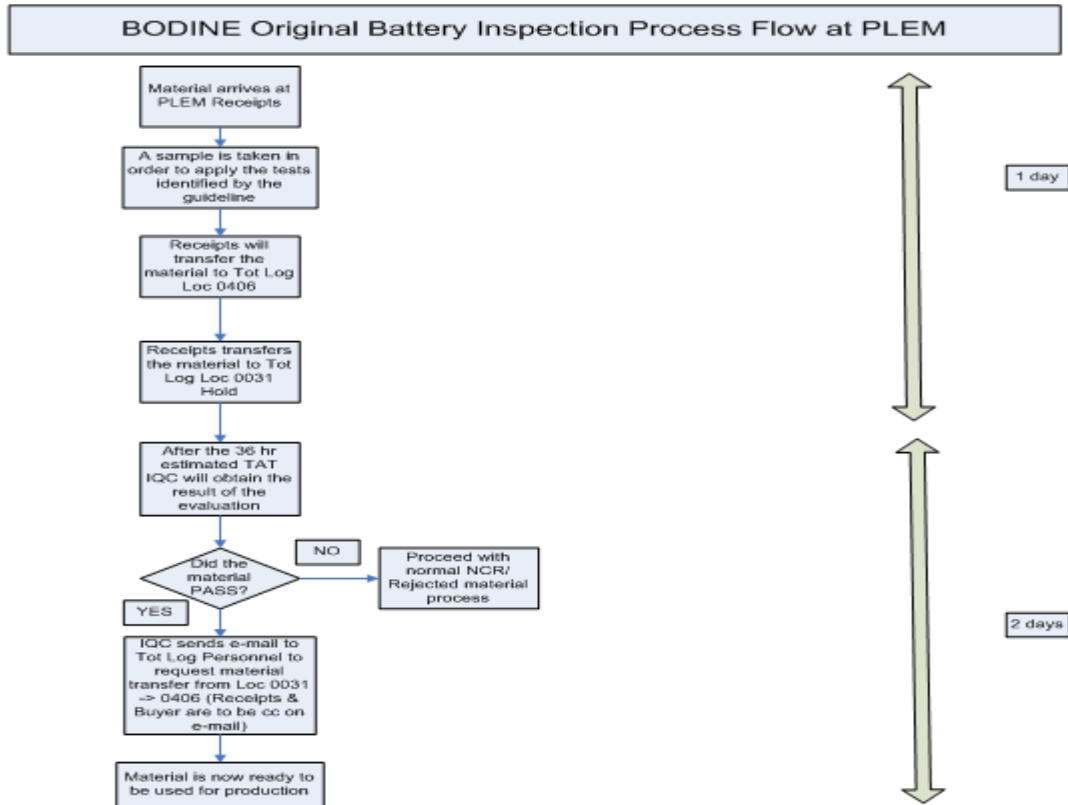 BODINE Original Battery Inspection Process Flow at PLEM
Material arrives at
PLEM Receipts
A sample is taken in
order to apply the tests
identified by the
guideline
1 day
Receipts will
transfer the
material to Tot Log
Loc 0406
Receipts transfers
the material to Tot
Log Loc 0031
Hold
After the 36 hr
estimated TAT
IQC will obtain the
result of the
evaluation
Did the
material
PASS?
NO
Proceed with
normal NCR/
Rejected material
process
YES
2 days
IQC sends e-mail to
Tot Log Personnel to
request material
transfer from Loc 0031
-> 0406 (Receipts &
Buyer are to be cc on
e-mail)
Material is now ready to
be used for production